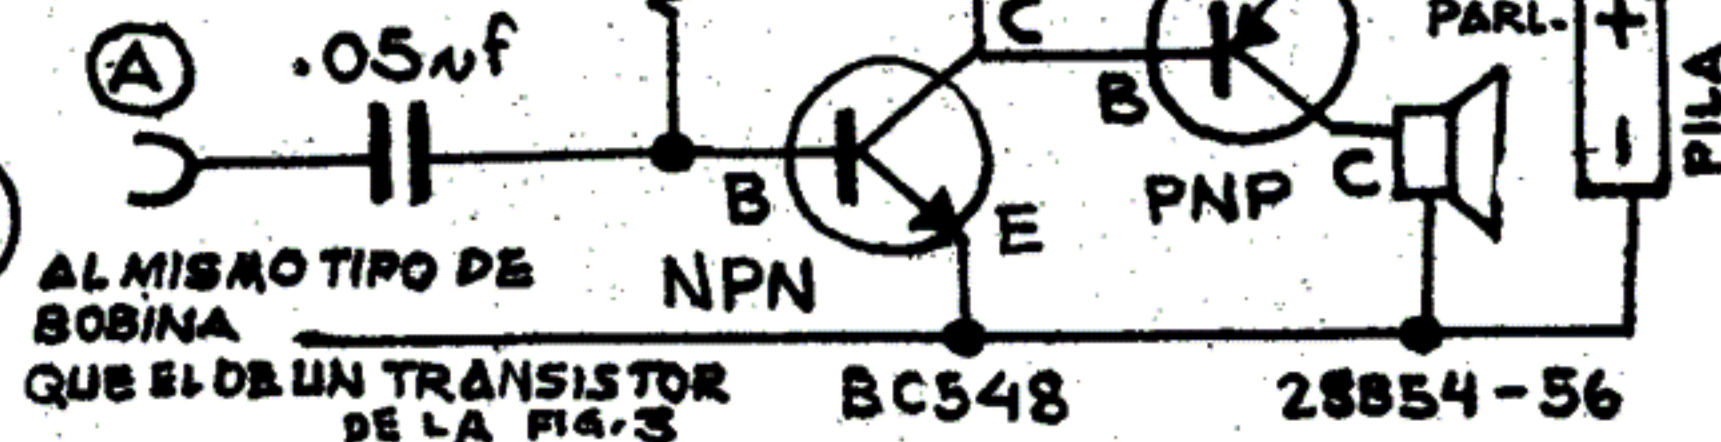 A
.05nf
C
B
PARL.
+
-
PILA
B
E
PNP
C
NPN
AL MISMO TIPO DE
BOBINA
QUE EL DE UN TRANSISTOR
DE LA FIG.3
BC548
2SB54-56